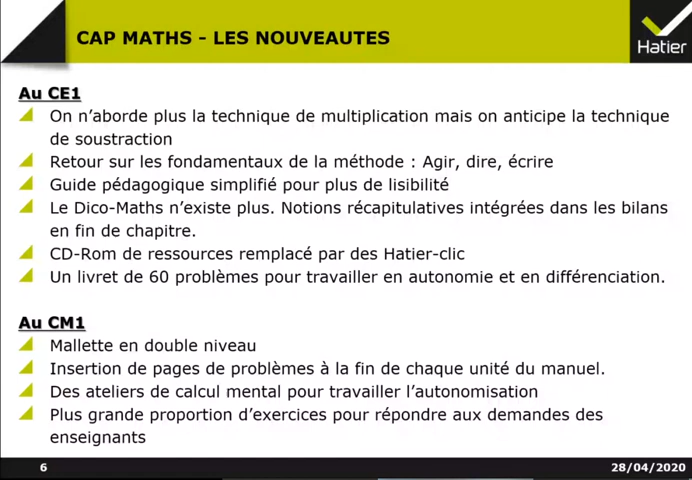 CAP MATHS - LES NOUVEAUTES
Hatier
Au CE1
On n'aborde plus la technique de multiplication mais on anticipe la technique
de soustraction
Retour sur les fondamentaux de la méthode : Agir, dire, écrire
Guide pédagogique simplifié pour plus de lisibilité
Le Dico-Maths n'existe plus. Notions récapitulatives intégrées dans les bilans
en fin de chapitre.
CD-Rom de ressources remplacé par des Hatier-clic
Un livret de 60 problèmes pour travailler en autonomie et en différenciation.
Au CM1
Mallette en double niveau
Insertion de pages de problèmes à la fin de chaque unité du manuel.
Des ateliers de calcul mental pour travailler l'autonomisation
Plus grande proportion d'exercices pour répondre aux demandes des
enseignants
6
28/04/2020